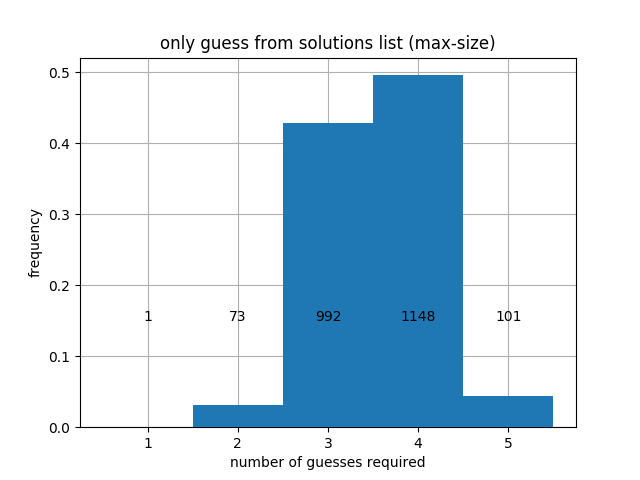 only guess from solutions list (max-size)
0.5
0.4
0.3
0.2
0.1
0.0
frequency
1 73 992 1148 101
1 2 3 4 5
number of guesses required